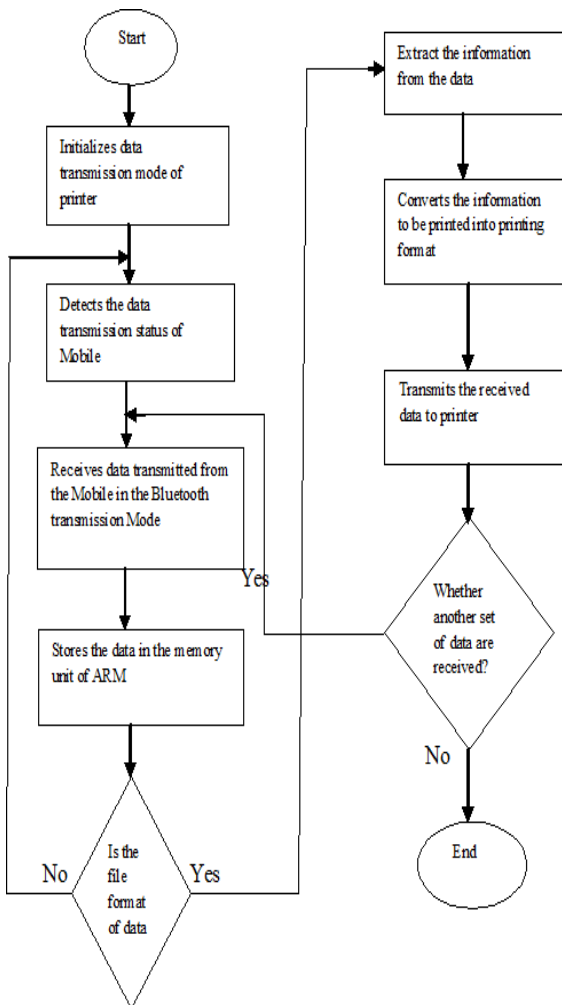 Start
Initializes data
transmission mode of
printer
Detects the data
transmission status of
Mobile
Receives data transmitted from
the Mobile in the Bluetooth
transmission Mode
Stores the data in the memory
unit of ARM
Is the
file
format
of data
No
Yes
Extract the information
from the data
Converts the information
to be printed into printing
format
Transmits the received
data to printer
Whether
another set
of data are
received?
Yes
No
End